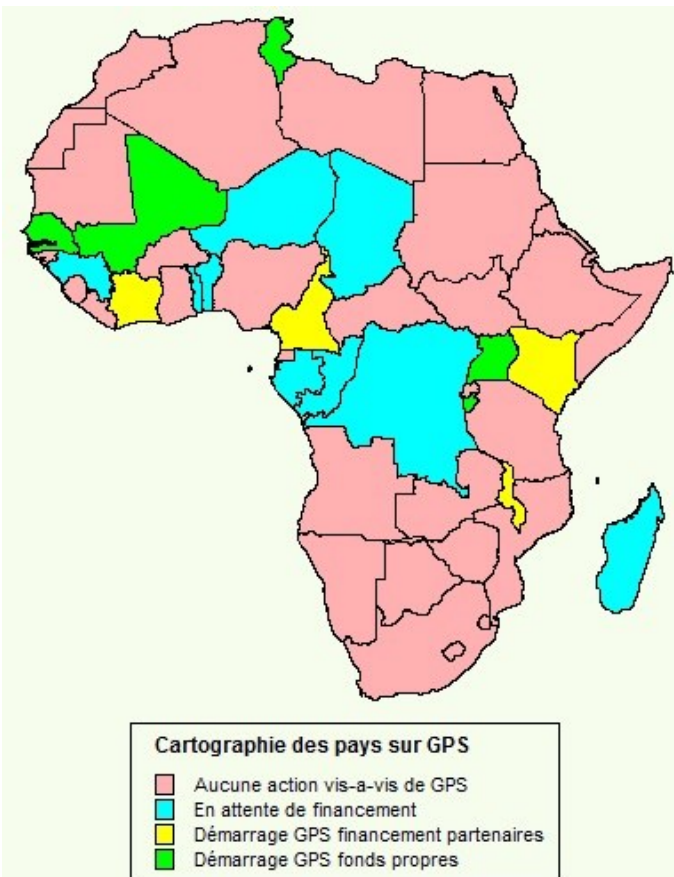 Cartographie des pays sur GPS
Aucune action vis-a-vis de GPS
En attente de financement
Démarrage GPS financement partenaires
Démarrage GPS fonds propres